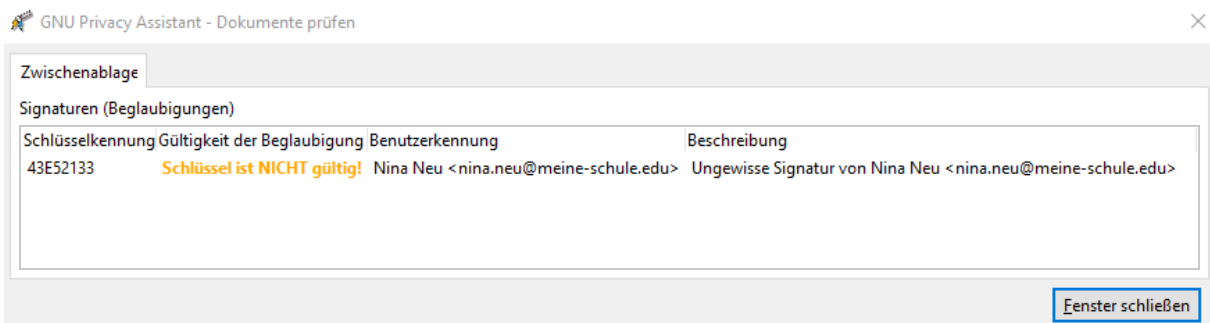 GNU Privacy Assistant - Dokumente prüfen
Zwischenablage
Signaturen (Beglaubigungen)
Schlüsselkennung Gültigkeit der Beglaubigung Benutzerkennung Beschreibung
43E52133 Schlüssel ist NICHT gültig! Nina Neu <nina.neu@meine-schule.edu> Ungewisse Signatur von Nina Neu <nina.neu@meine-schule.edu>
Fenster schließen